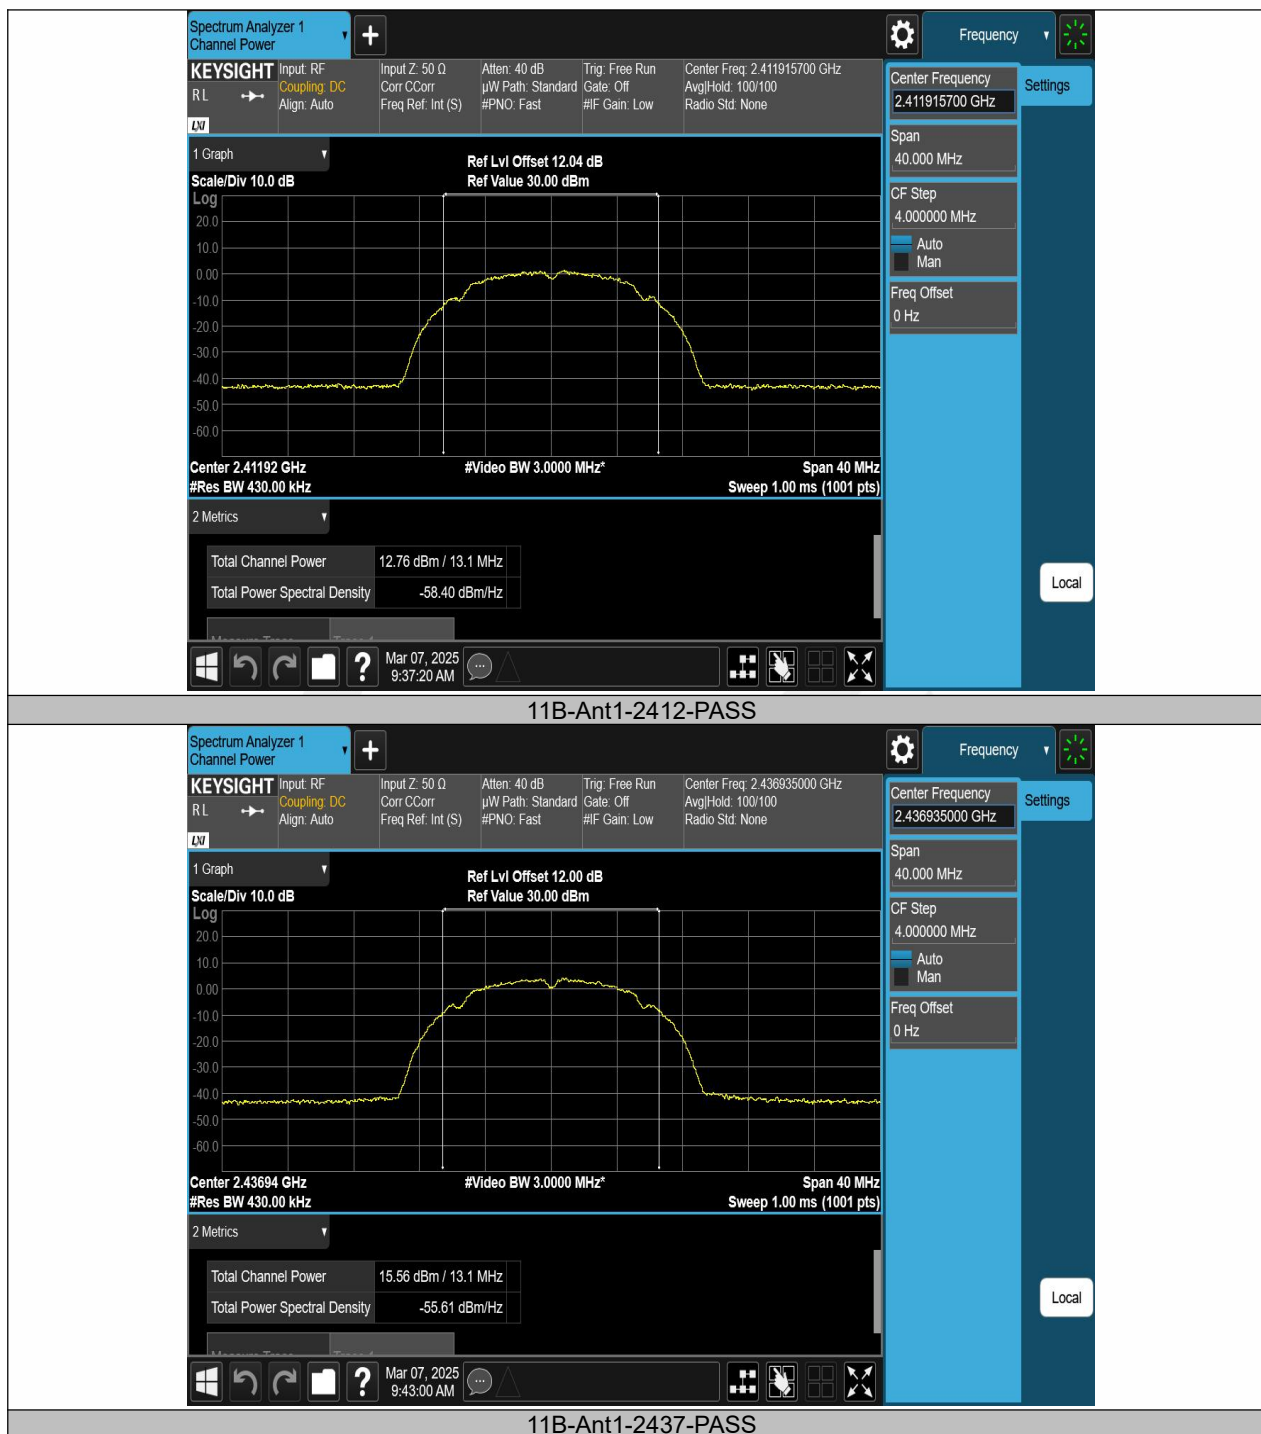 Spectrum Analyzer 1
Channel Power
+
Frequency
KEYSIGHT
RL
LXI
Input: RF
Coupling: DC
Align: Auto
Input Z: 50 Ω
Corr CCorr
Freq Ref: Int (S)
Atten: 40 dB
µW Path: Standard
#PNO: Fast
Trig: Free Run
Gate: Off
#IF Gain: Low
Center Freq: 2.411915700 GHz
Avg|Hold: 100/100
Radio Std: None
Center Frequency
2.411915700 GHz
Settings
Span
40.000 MHz
CF Step
4.000000 MHz
Auto
Man
Freq Offset
0 Hz
Local
1 Graph
Scale/Div 10.0 dB
Ref Lvl Offset 12.04 dB
Ref Value 30.00 dBm
Log
20.0
10.0
0.00
-10.0
-20.0
-30.0
-40.0
-50.0
-60.0
Center 2.41192 GHz
#Video BW 3.0000 MHz*
Span 40 MHz
#Res BW 430.00 kHz
Sweep 1.00 ms (1001 pts)
2 Metrics
Total Channel Power 12.76 dBm / 13.1 MHz
Total Power Spectral Density -58.40 dBm/Hz
?
Mar 07, 2025
9:37:20 AM
11B-Ant1-2412-PASS
Spectrum Analyzer 1
Channel Power
+
Frequency
KEYSIGHT
RL
LXI
Input: RF
Coupling: DC
Align: Auto
Input Z: 50 Ω
Corr CCorr
Freq Ref: Int (S)
Atten: 40 dB
µW Path: Standard
#PNO: Fast
Trig: Free Run
Gate: Off
#IF Gain: Low
Center Freq: 2.436935000 GHz
Avg|Hold: 100/100
Radio Std: None
Center Frequency
2.436935000 GHz
Settings
Span
40.000 MHz
CF Step
4.000000 MHz
Auto
Man
Freq Offset
0 Hz
Local
1 Graph
Scale/Div 10.0 dB
Ref Lvl Offset 12.00 dB
Ref Value 30.00 dBm
Log
20.0
10.0
0.00
-10.0
-20.0
-30.0
-40.0
-50.0
-60.0
Center 2.43694 GHz
#Video BW 3.0000 MHz*
Span 40 MHz
#Res BW 430.00 kHz
Sweep 1.00 ms (1001 pts)
2 Metrics
Total Channel Power 15.56 dBm / 13.1 MHz
Total Power Spectral Density -55.61 dBm/Hz
?
Mar 07, 2025
9:43:00 AM
11B-Ant1-2437-PASS